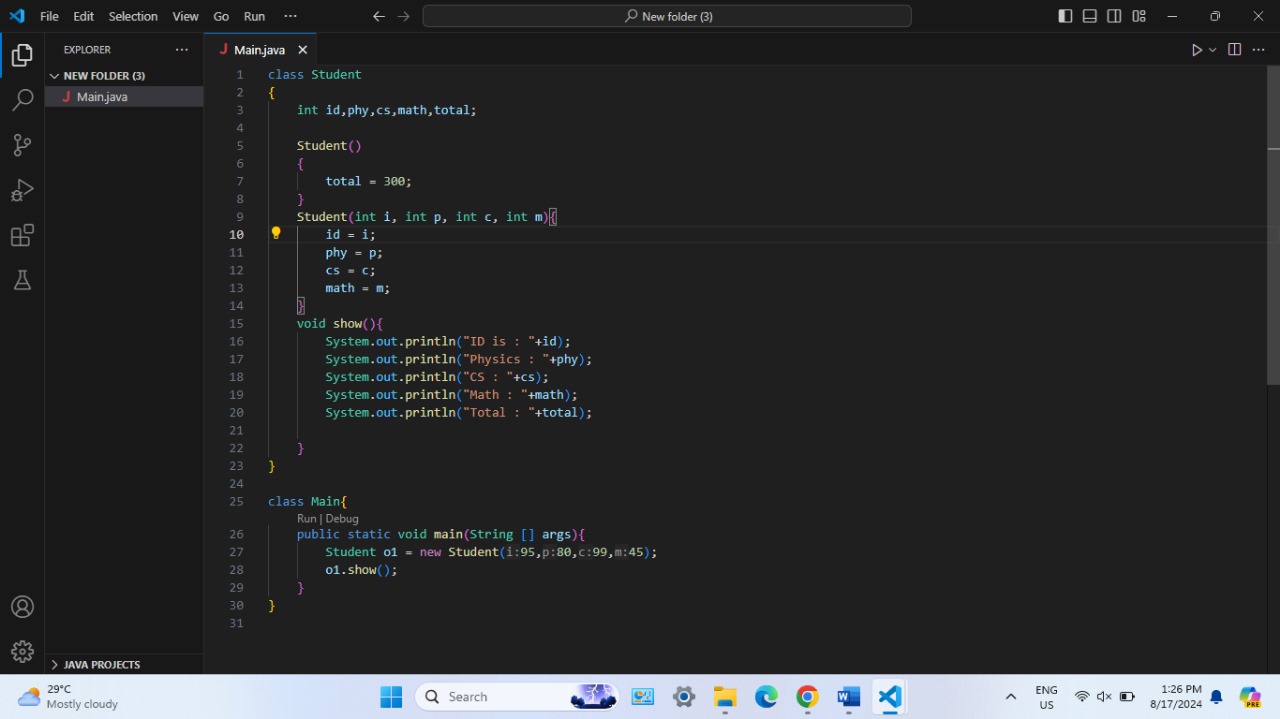 File Edit Selection View Go Run ··· New folder (3)
EXPLORER ···
NEW FOLDER (3)
J Main.java
J Main.java
1 class Student
2 {
3 int id,phy,cs,math,total;
4
5 Student()
6 {
7 total = 300;
8 }
9 Student(int i, int p, int c, int m){
10 id = i;
11 phy = p;
12 cs = c;
13 math = m;
14 }
15 void show(){
16 System.out.println("ID is : "+id);
17 System.out.println("Physics : "+phy);
18 System.out.println("CS : "+cs);
19 System.out.println("Math : "+math);
20 System.out.println("Total : "+total);
21
22 }
23 }
24
25 class Main{
Run | Debug
26 public static void main(String [] args){
27 Student o1 = new Student(i:95,p:80,c:99,m:45);
28 o1.show();
29 }
30 }
31
JAVA PROJECTS
29°C
Mostly cloudy
Search
ENG
US
1:26 PM
8/17/2024
PRE